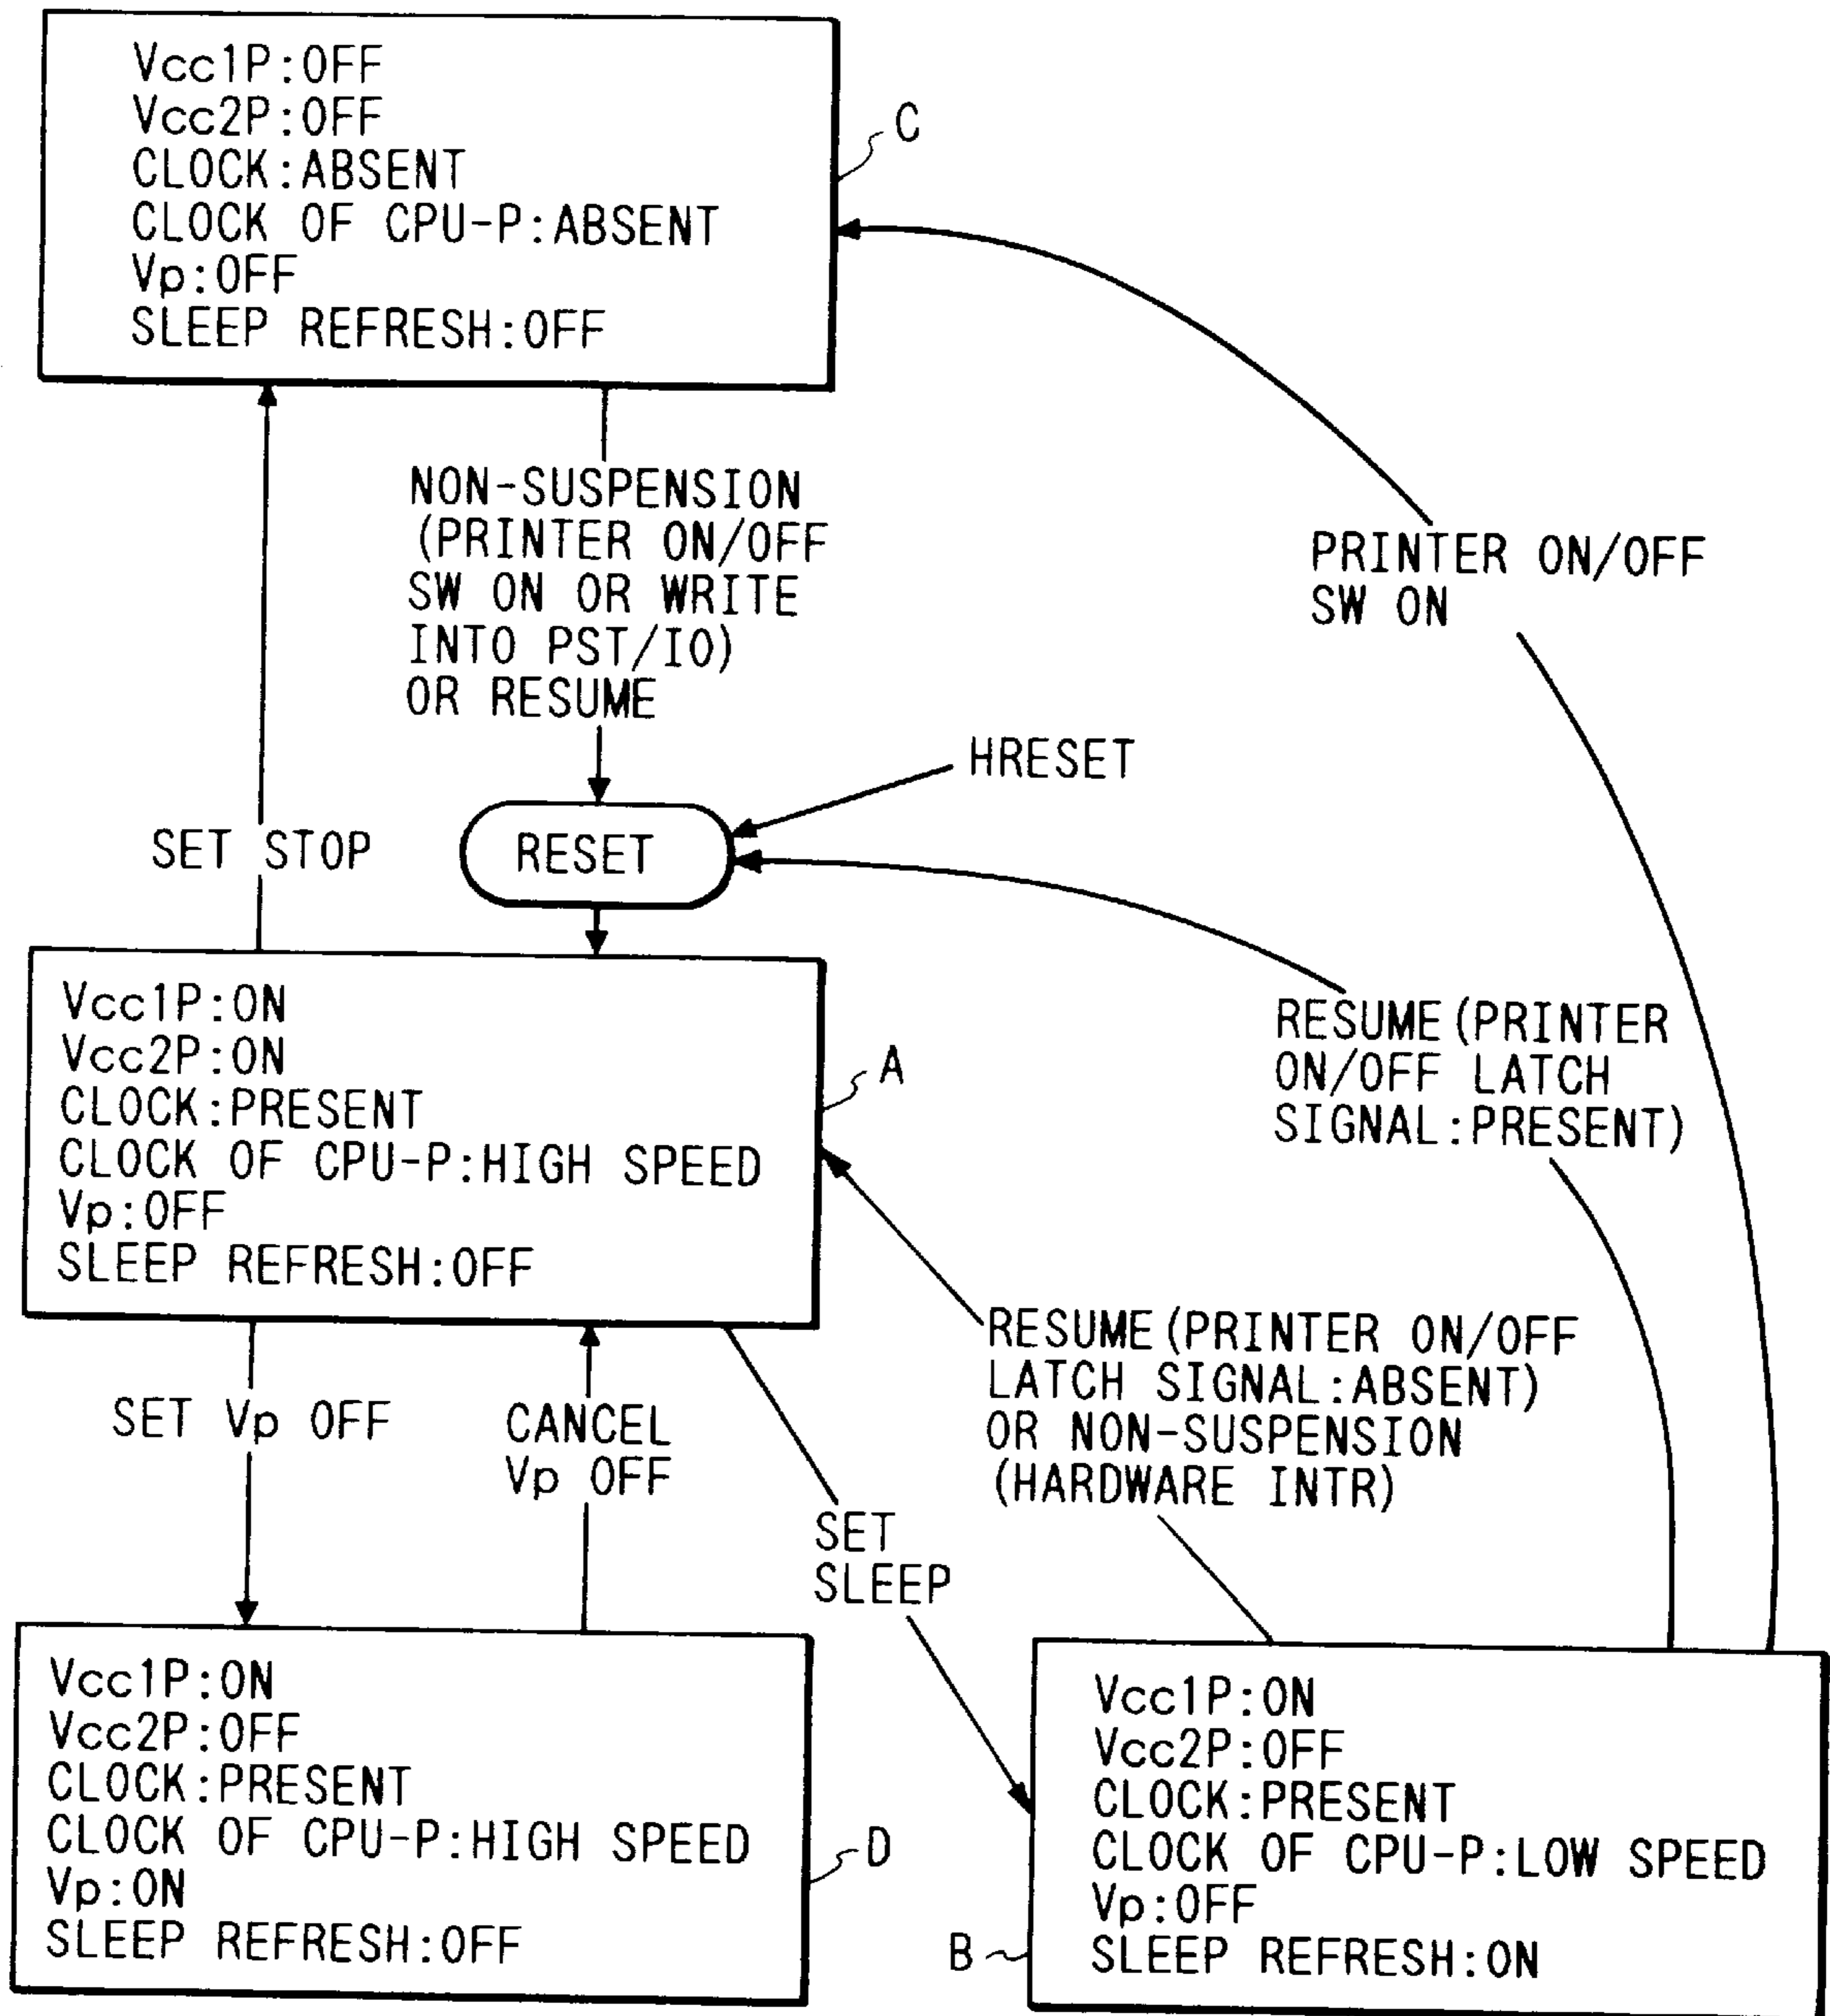 Vcc1P:OFF
Vcc2P:OFF
CLOCK:ABSENT
CLOCK OF CPU-P:ABSENT
Vp:OFF
SLEEP REFRESH:OFF
C
NON-SUSPENSION
(PRINTER ON/OFF
SW ON OR WRITE
INTO PST/IO)
OR RESUME
PRINTER ON/OFF
SW ON
HRESET
SET STOP
RESET
Vcc1P:ON
Vcc2P:ON
CLOCK:PRESENT
CLOCK OF CPU-P:HIGH SPEED
Vp:OFF
SLEEP REFRESH:OFF
A
RESUME(PRINTER
ON/OFF LATCH
SIGNAL:PRESENT)
RESUME(PRINTER ON/OFF
LATCH SIGNAL:ABSENT)
OR NON-SUSPENSION
(HARDWARE INTR)
SET Vp OFF
CANCEL
Vp OFF
SET
SLEEP
Vcc1P:ON
Vcc2P:OFF
CLOCK:PRESENT
CLOCK OF CPU-P:HIGH SPEED
Vp:ON
SLEEP REFRESH:OFF
D
Vcc1P:ON
Vcc2P:OFF
CLOCK:PRESENT
CLOCK OF CPU-P:LOW SPEED
Vp:OFF
SLEEP REFRESH:ON
B